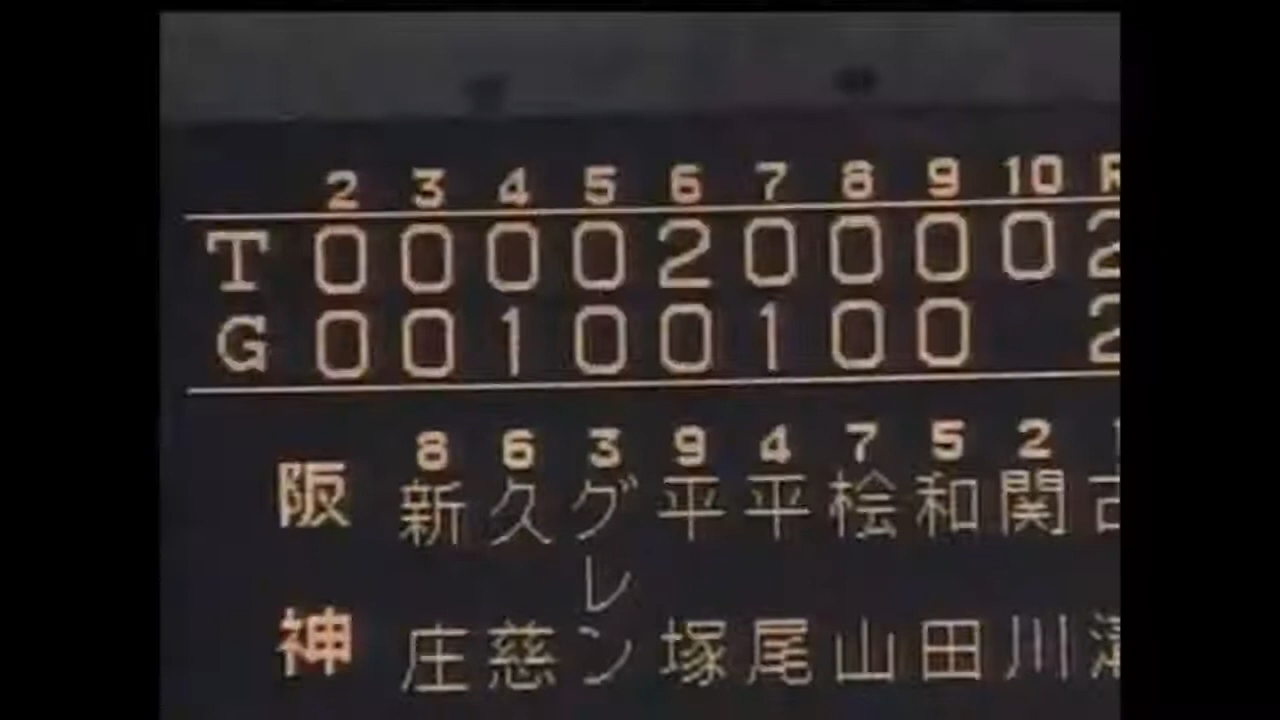 2 3 4 5 6 7 8 9 10 R
T 0 0 0 0 2 0 0 0 0 2
G 0 0 1 0 0 1 0 0 2
阪神
8 6 3 9 4 7 5 2
新庄 久慈 グレン 平塚 平尾 桧山 和田 関川